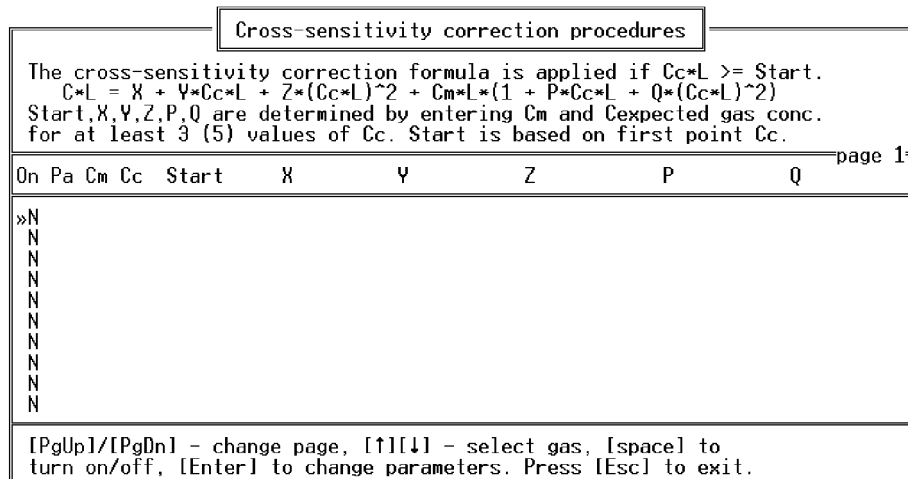 Cross-sensitivity correction procedures
The cross-sensitivity correction formula is applied if Cc*L >= Start.
C*L = X + Y*Cc*L + Z*(Cc*L)^2 + Cm*L*(1 + P*Cc*L + Q*(Cc*L)^2)
Start,X,Y,Z,P,Q are determined by entering Cm and Cexpected gas conc.
for at least 3 (5) values of Cc. Start is based on first point Cc.
page 1
On Pa Cm Cc Start X Y Z P Q
»N
N
N
N
N
N
N
N
N
N
[PgUp]/[PgDn] - change page, [↑][↓] - select gas, [space] to
turn on/off, [Enter] to change parameters. Press [Esc] to exit.